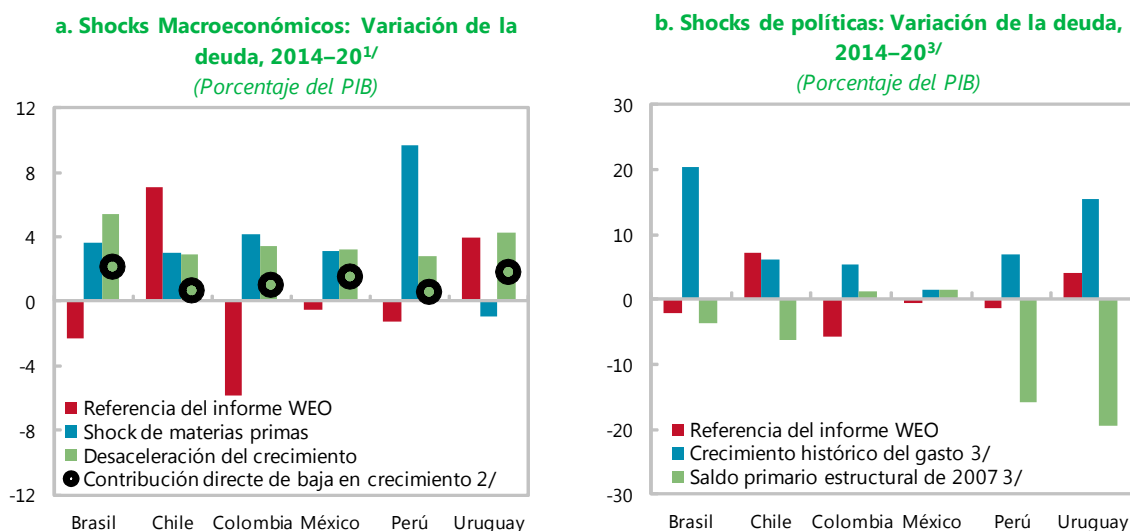 a. Shocks Macroeconómicos: Variación de la
deuda, 2014–20 1/
(Porcentaje del PIB)
12
8
4
0
-4
-8
-12
Referencia del informe WEO
Shock de materias primas
Desaceleración del crecimiento
Contribución directe de baja en crecimiento 2/
Brasil Chile Colombia México Perú Uruguay
b. Shocks de políticas: Variación de la deuda,
2014–20 3/
(Porcentaje del PIB)
30
20
10
0
-10
-20
-30
Referencia del informe WEO
Crecimiento histórico del gasto 3/
Saldo primario estructural de 2007 3/
Brasil Chile Colombia México Perú Uruguay